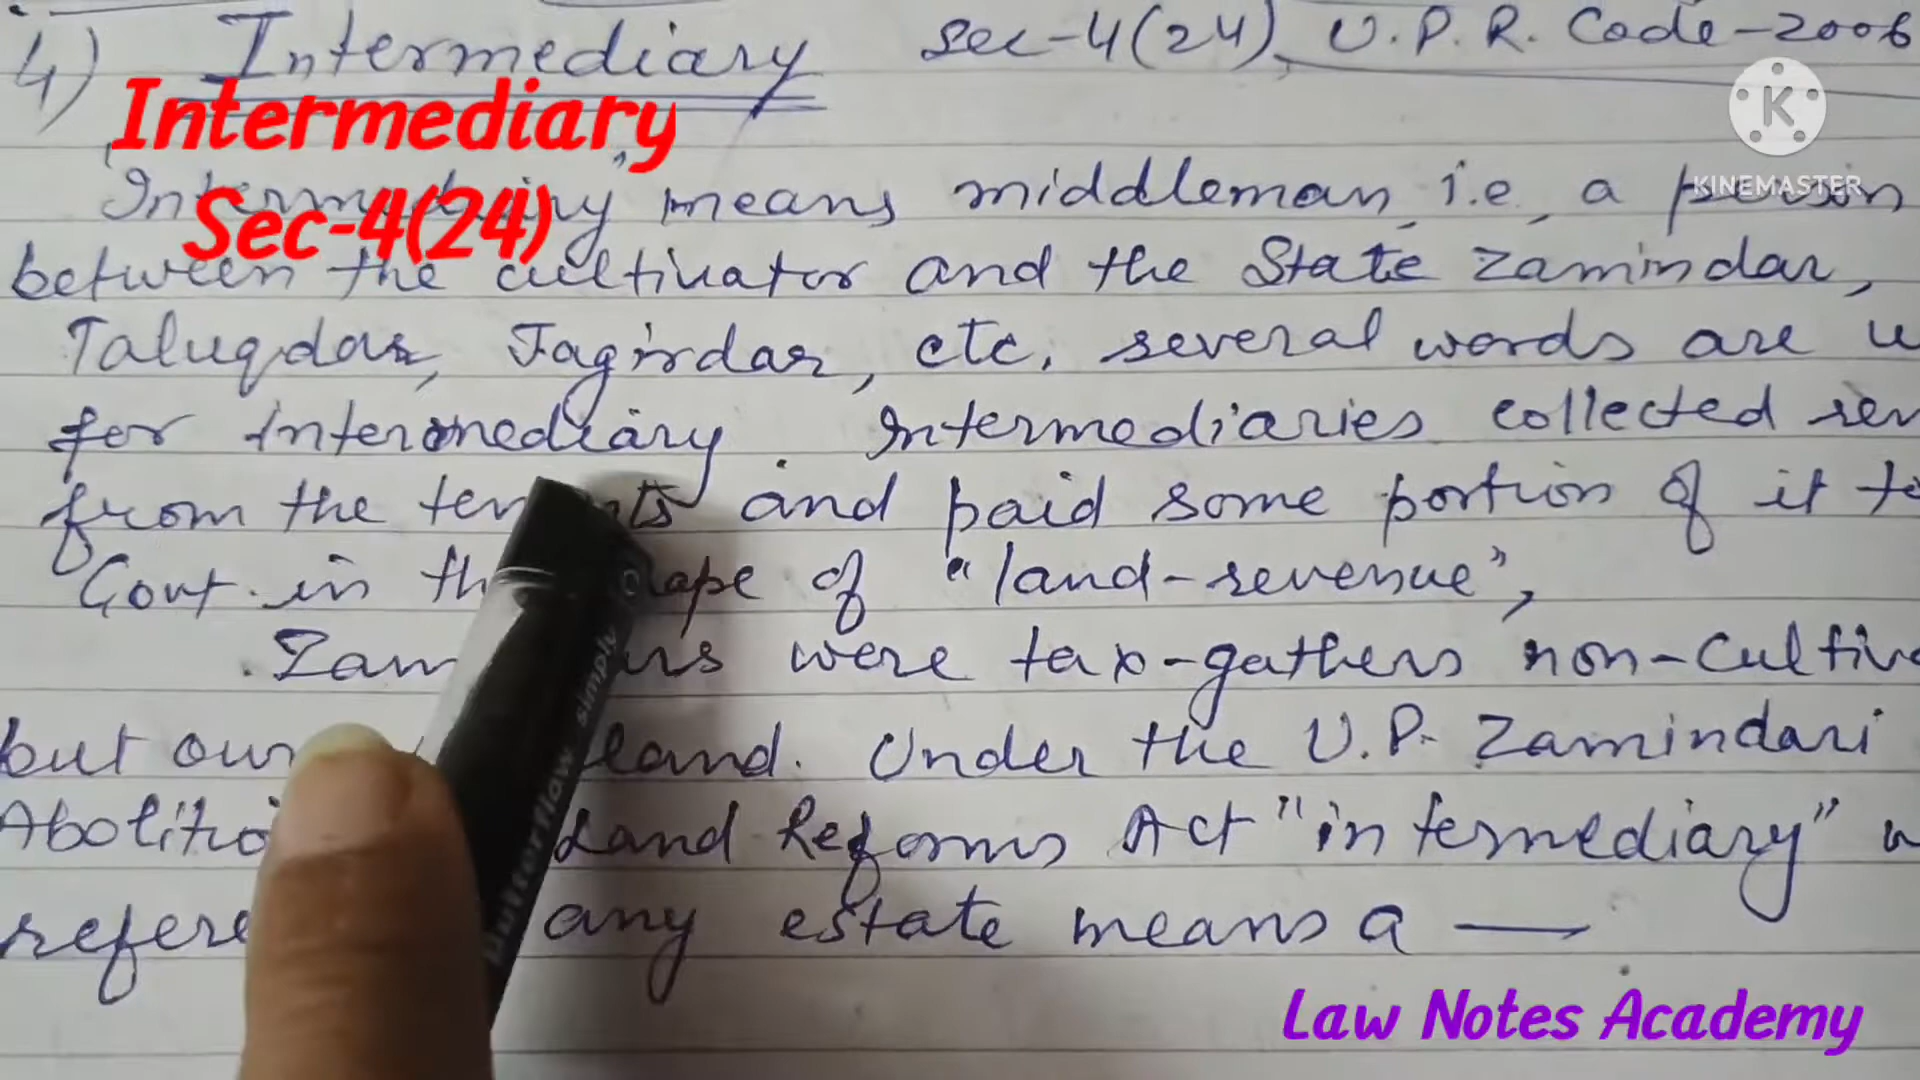 4) Intermediary Sec-4(24), U.P.R. Code-2006
Intermediary
Sec-4(24)
K
KINEMASTER
"Intermediary" means middleman, i.e, a person
between the cultivator and the State Zamindar,
Taluqdar, Jagirdar, etc, several words are
for intermediary. Intermediaries collected
from the and paid some portion of it to
Govt. in of "land-revenue",
were tax-gathers non-
but land. Under the U.P. Zamindari
Land Reforms Act "intermediary"
any estate means a —
Law Notes Academy